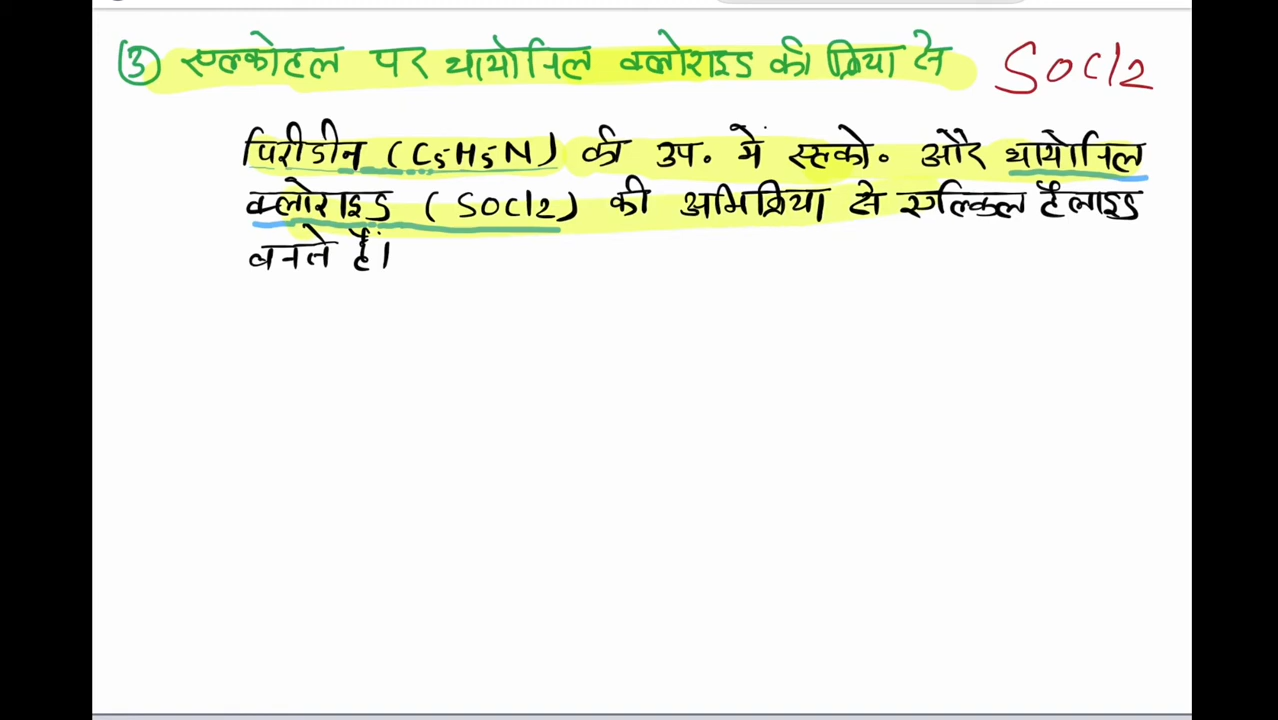 ③ एल्कोहल पर थायोनिल क्लोराइड की क्रिया से SOCl2
पिरीडीन (C5H5N) की उप. में एल्को. और थायोनिल
क्लोराइड (SOCl2) की अभिक्रिया से एल्किल हैलाइड
बनते हैं।